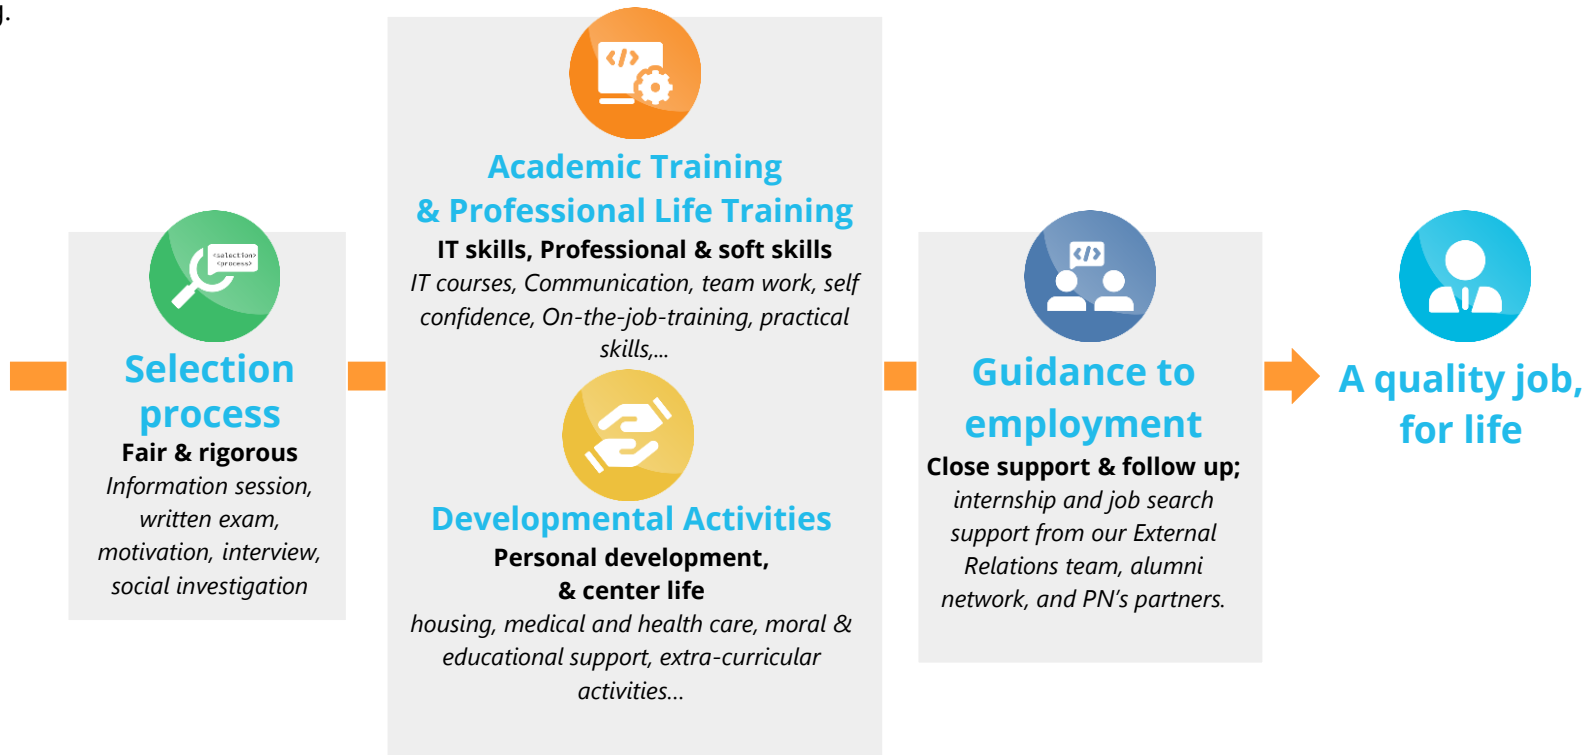 g.
Academic Training
& Professional Life Training
IT skills, Professional & soft skills
IT courses, Communication, team work, self
confidence, On-the-job-training, practical
skills,...
<selection>
<process>
Selection
process
Fair & rigorous
Information session,
written exam,
motivation, interview,
social investigation
</>
Developmental Activities
Personal development,
& center life
housing, medical and health care, moral &
educational support, extra-curricular
activities...
</>
Guidance to
employment
Close support & follow up;
internship and job search
support from our External
Relations team, alumni
network, and PN's partners.
A quality job,
for life